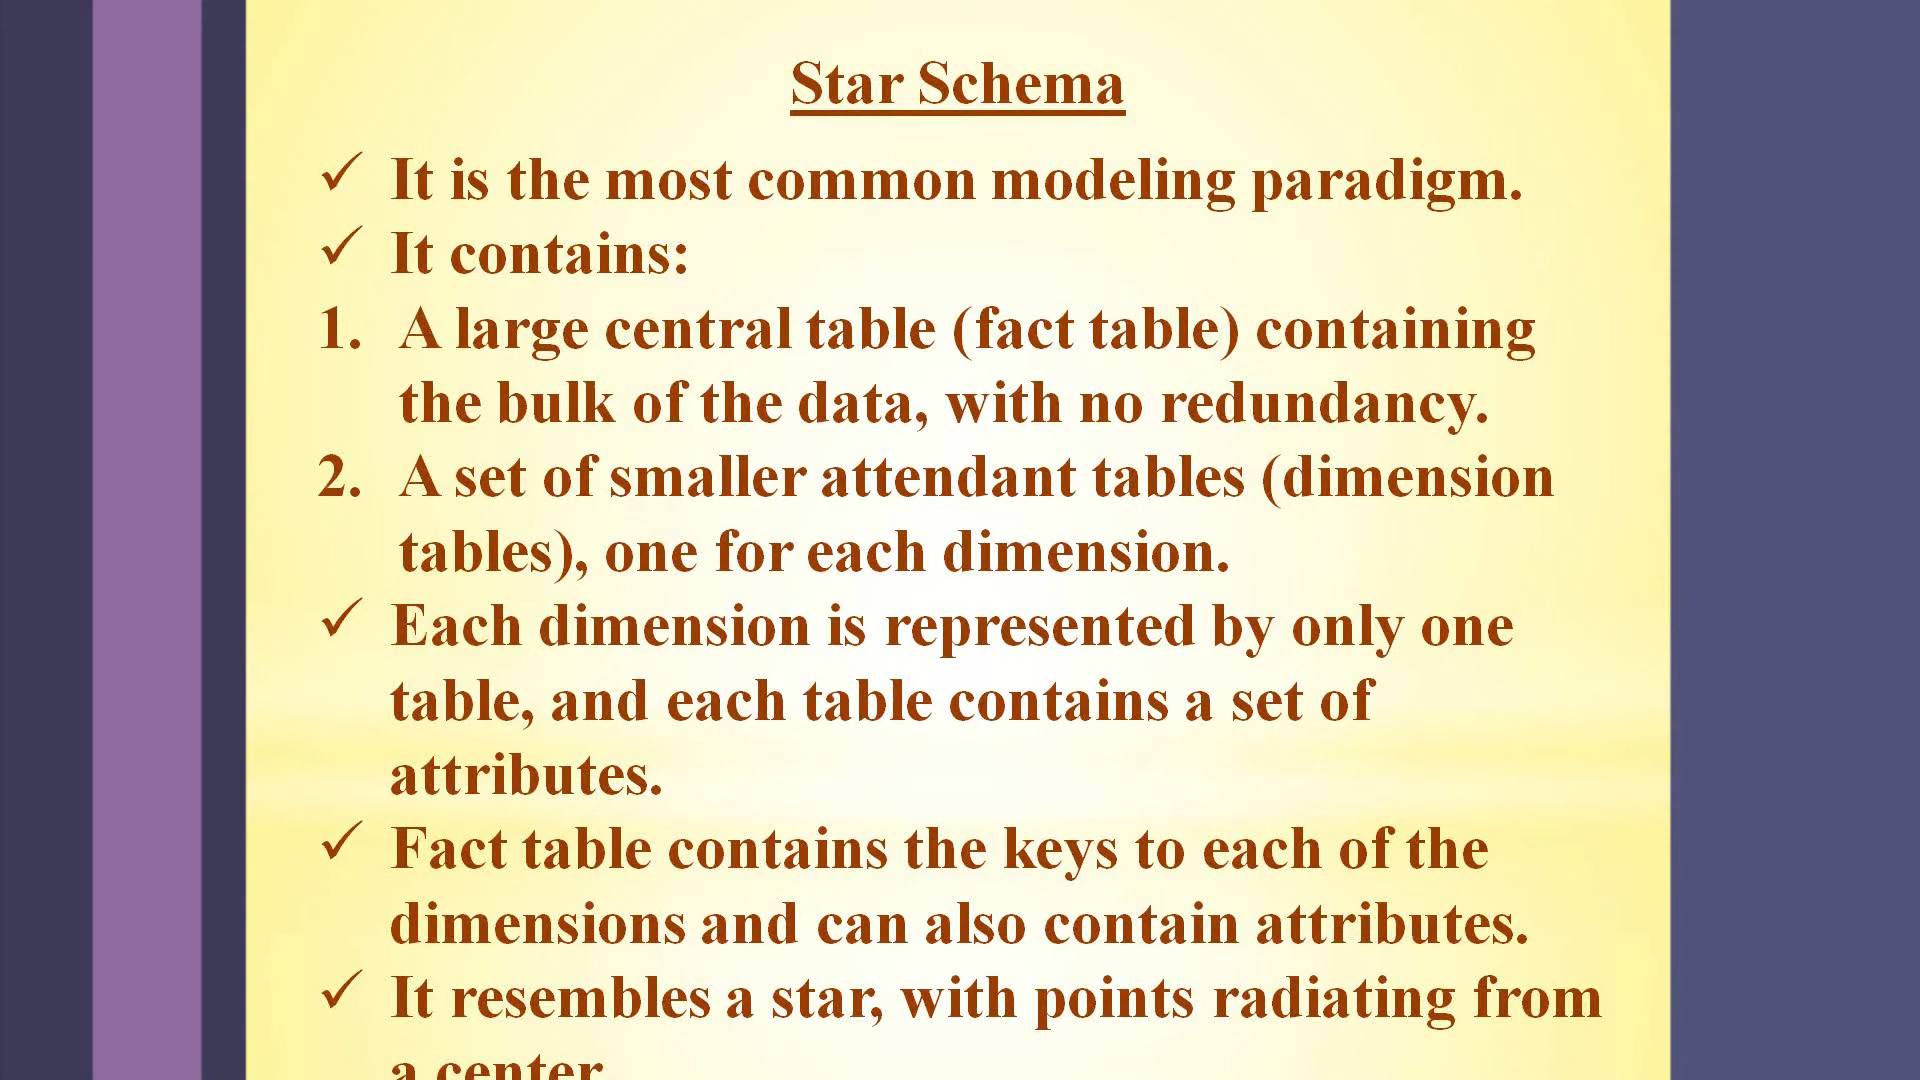 Star Schema
✓ It is the most common modeling paradigm.
✓ It contains:
1. A large central table (fact table) containing
the bulk of the data, with no redundancy.
2. A set of smaller attendant tables (dimension
tables), one for each dimension.
✓ Each dimension is represented by only one
table, and each table contains a set of
attributes.
✓ Fact table contains the keys to each of the
dimensions and can also contain attributes.
✓ It resembles a star, with points radiating from
a center